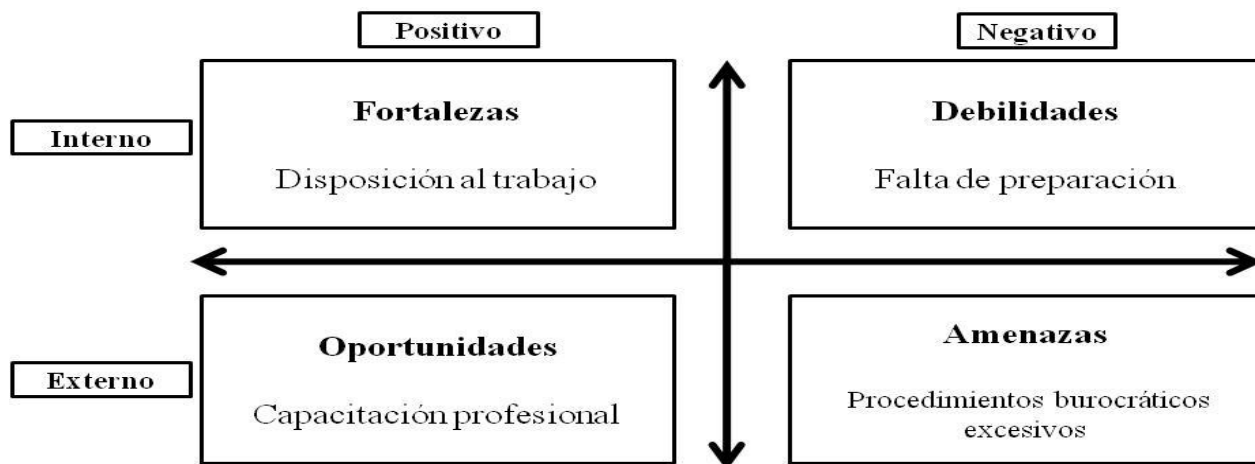 Positivo
Negativo
Interno
Fortalezas
Disposición al trabajo
Debilidades
Falta de preparación
Externo
Oportunidades
Capacitación profesional
Amenazas
Procedimientos burocráticos
excesivos